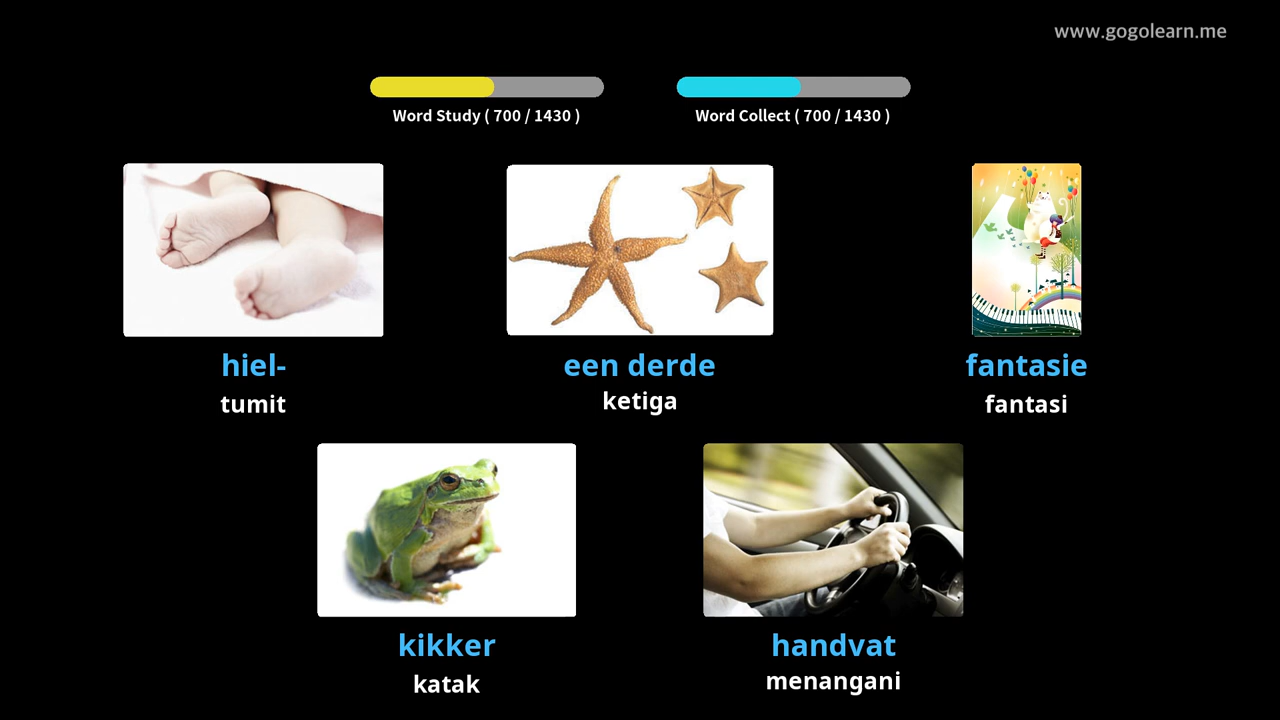 www.gogolearn.me
Word Study ( 700 / 1430 )
Word Collect ( 700 / 1430 )
hiel-
tumit
een derde
ketiga
fantasie
fantasi
kikker
katak
handvat
menangani